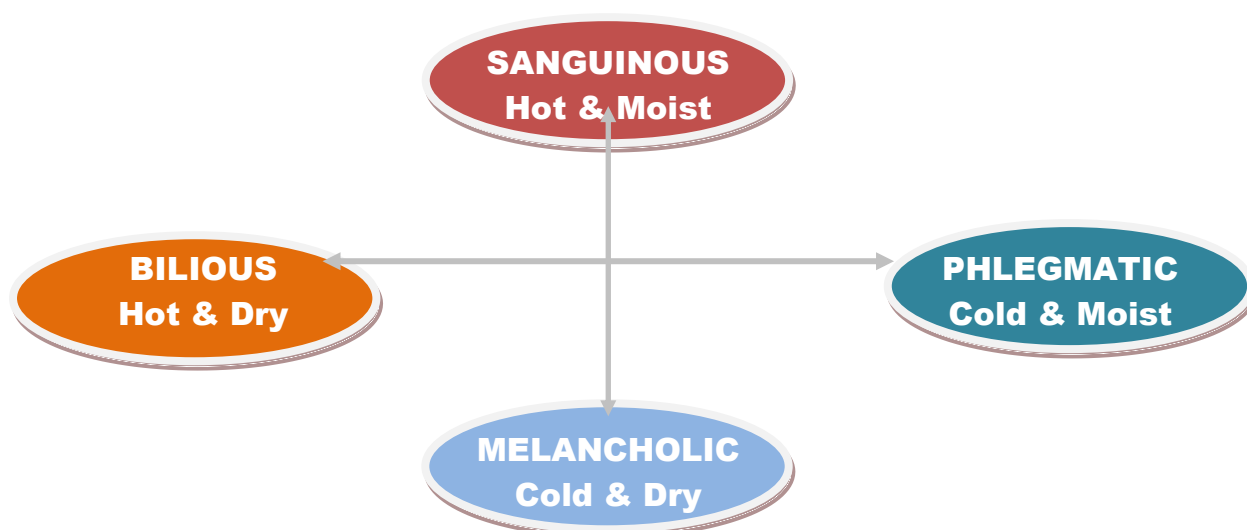 SANGUINOUS
Hot & Moist
BILIOUS
Hot & Dry
PHLEGMATIC
Cold & Moist
MELANCHOLIC
Cold & Dry